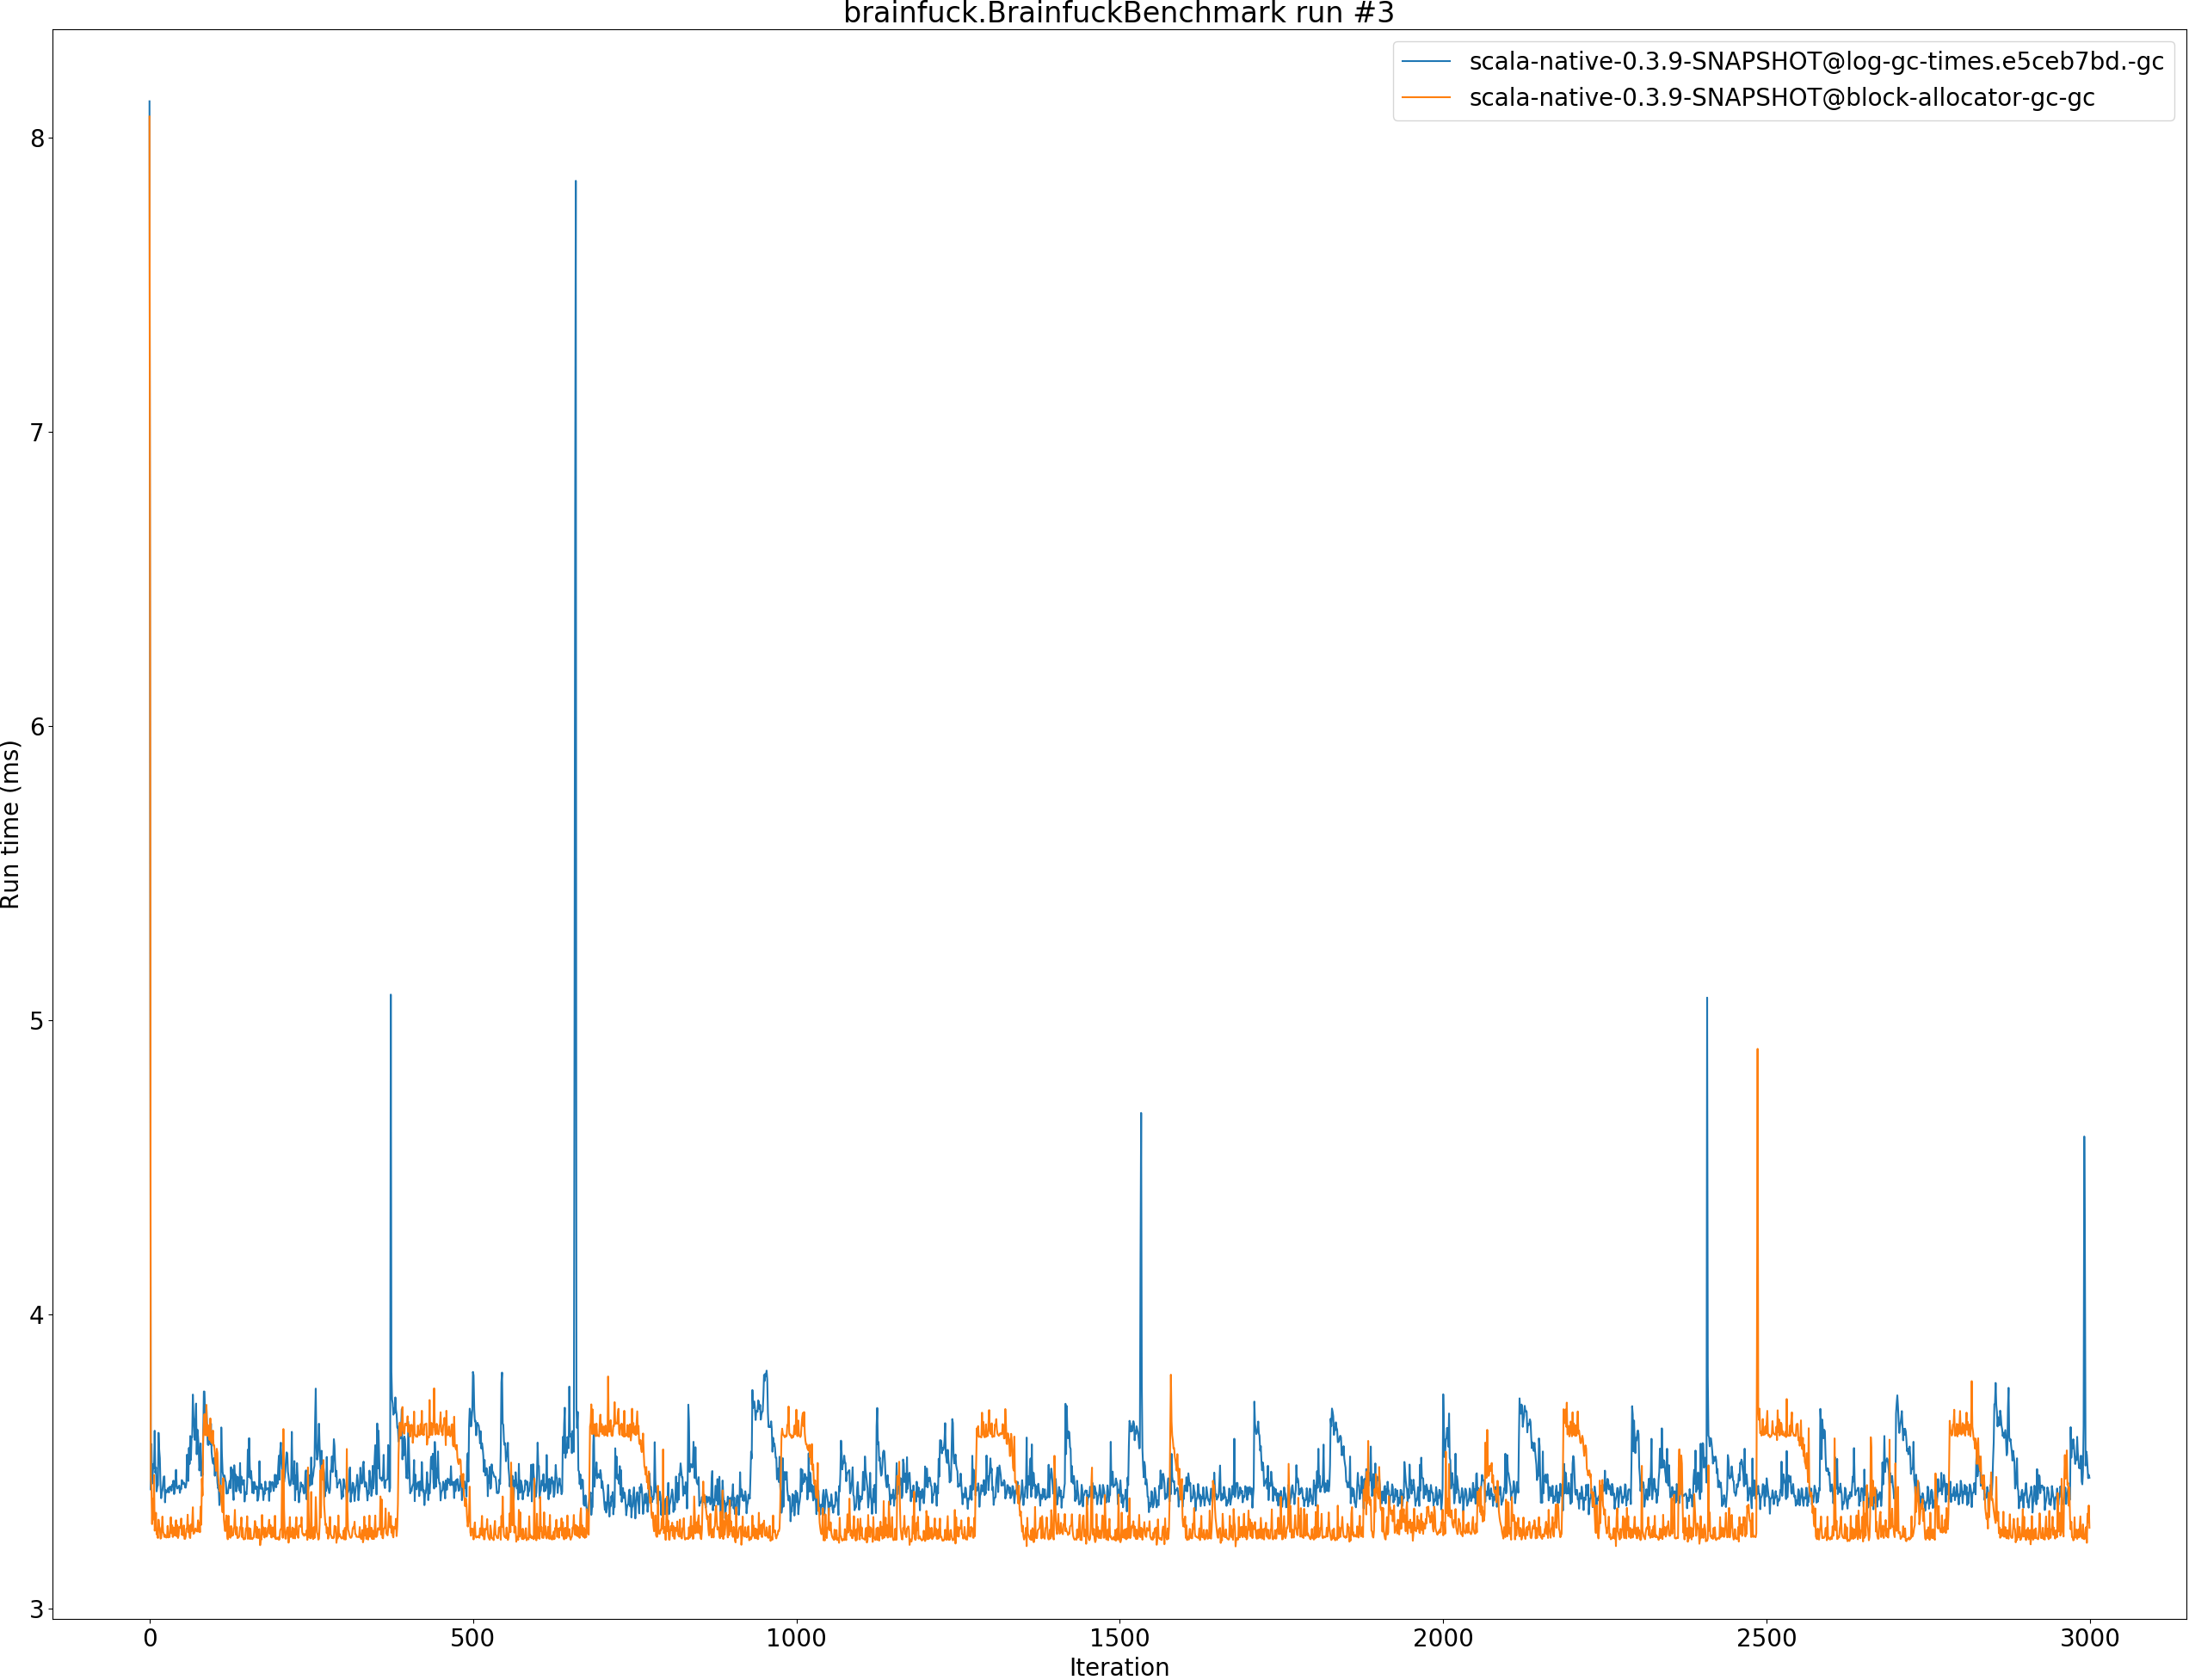 brainfuck.BrainfuckBenchmark run #3
scala-native-0.3.9-SNAPSHOT@log-gc-times.e5ceb7bd.-gc
scala-native-0.3.9-SNAPSHOT@block-allocator-gc-gc
8
7
6
5
4
3
Run time (ms)
0 500 1000 1500 2000 2500 3000
Iteration